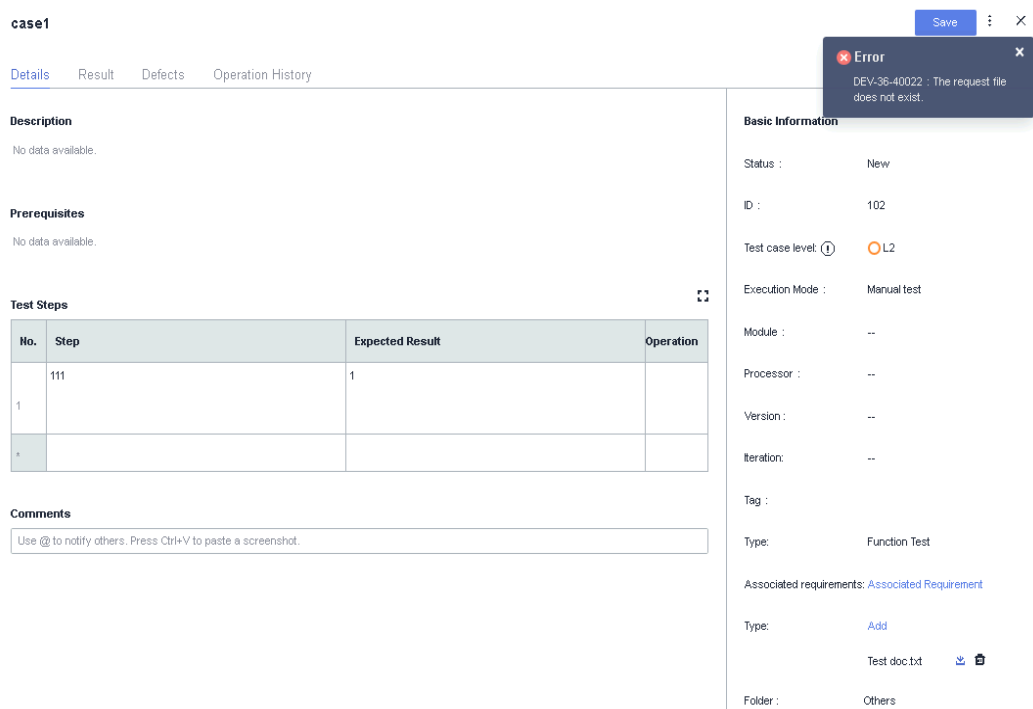 case1
Save
Error
DEV-36-40022 : The request file
does not exist.
Details Result Defects Operation History
Description
No data available.
Prerequisites
No data available.
Test Steps
No. Step Expected Result Operation
1 111 1
*
Comments
Use @ to notify others. Press Ctrl+V to paste a screenshot.
Basic Information
Status : New
ID : 102
Test case level: L2
Execution Mode : Manual test
Module : --
Processor : --
Version : --
Iteration: --
Tag :
Type: Function Test
Associated requirements: Associated Requirement
Type: Add
Test doc.txt
Folder : Others